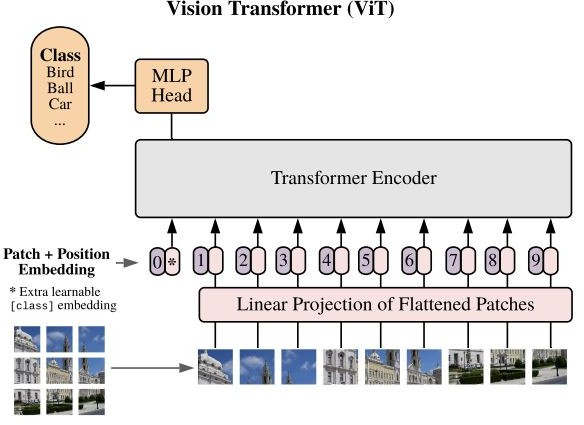 Vision Transformer (ViT)
Class
Bird
Ball
Car
...
MLP
Head
Transformer Encoder
Patch + Position
Embedding
0 * 1 2 3 4 5 6 7 8 9
* Extra learnable
[class] embedding
Linear Projection of Flattened Patches